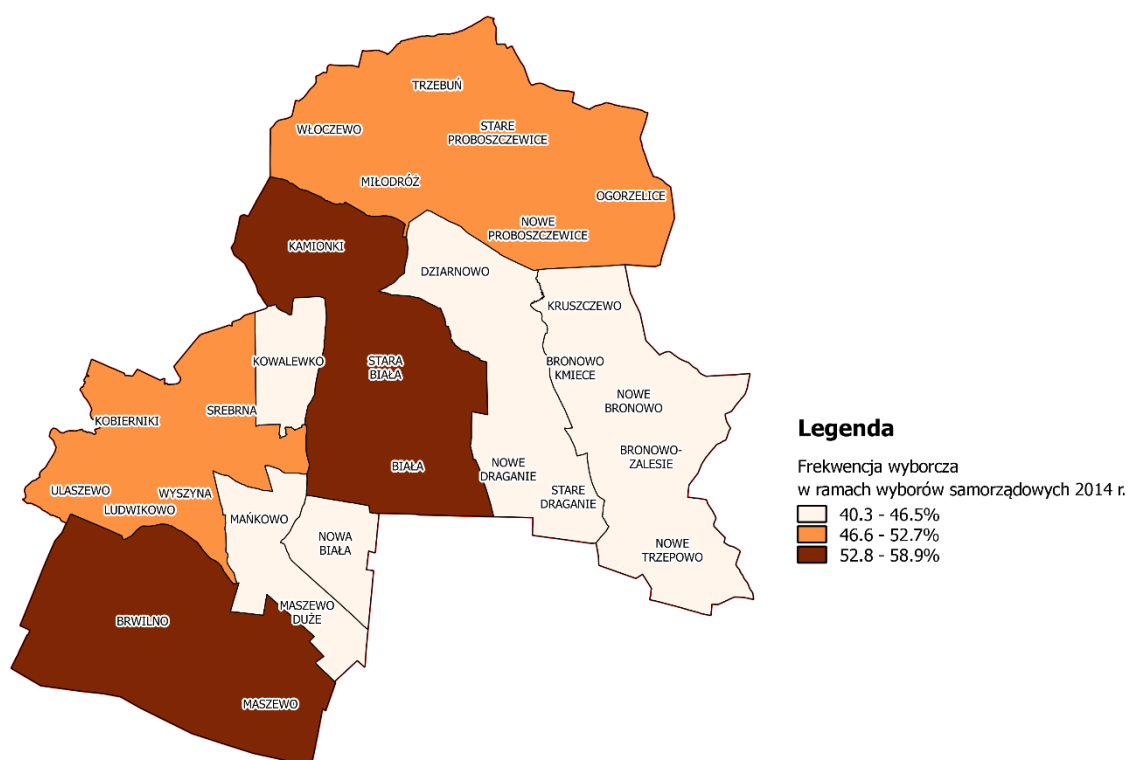 TRZEBUŃ
WŁOCZEWO
STARE
PROBOSZCZEWICE
MIŁODRÓŻ
OGORZELICE
NOWE
PROBOSZCZEWICE
KAMIONKI
DZIARNOWO
KRUSZCZEWO
KOWALEWKO
STARA
BIAŁA
BRONOWO
KMIECE
NOWE
BRONOWO
SREBRNA
KOBIERNIKI
BRONOWO-
ZALESIE
BIAŁA
NOWE
DRAGANIE
ULASZEWO
WYSZYNA
LUDWIKOWO
STARE
DRAGANIE
MAŃKOWO
NOWA
BIAŁA
NOWE
TRZEPOWO
MASZEWO
DUŻE
BRWILNO
MASZEWO
Legenda
Frekwencja wyborcza
w ramach wyborów samorządowych 2014 r.
40.3 - 46.5%
46.6 - 52.7%
52.8 - 58.9%